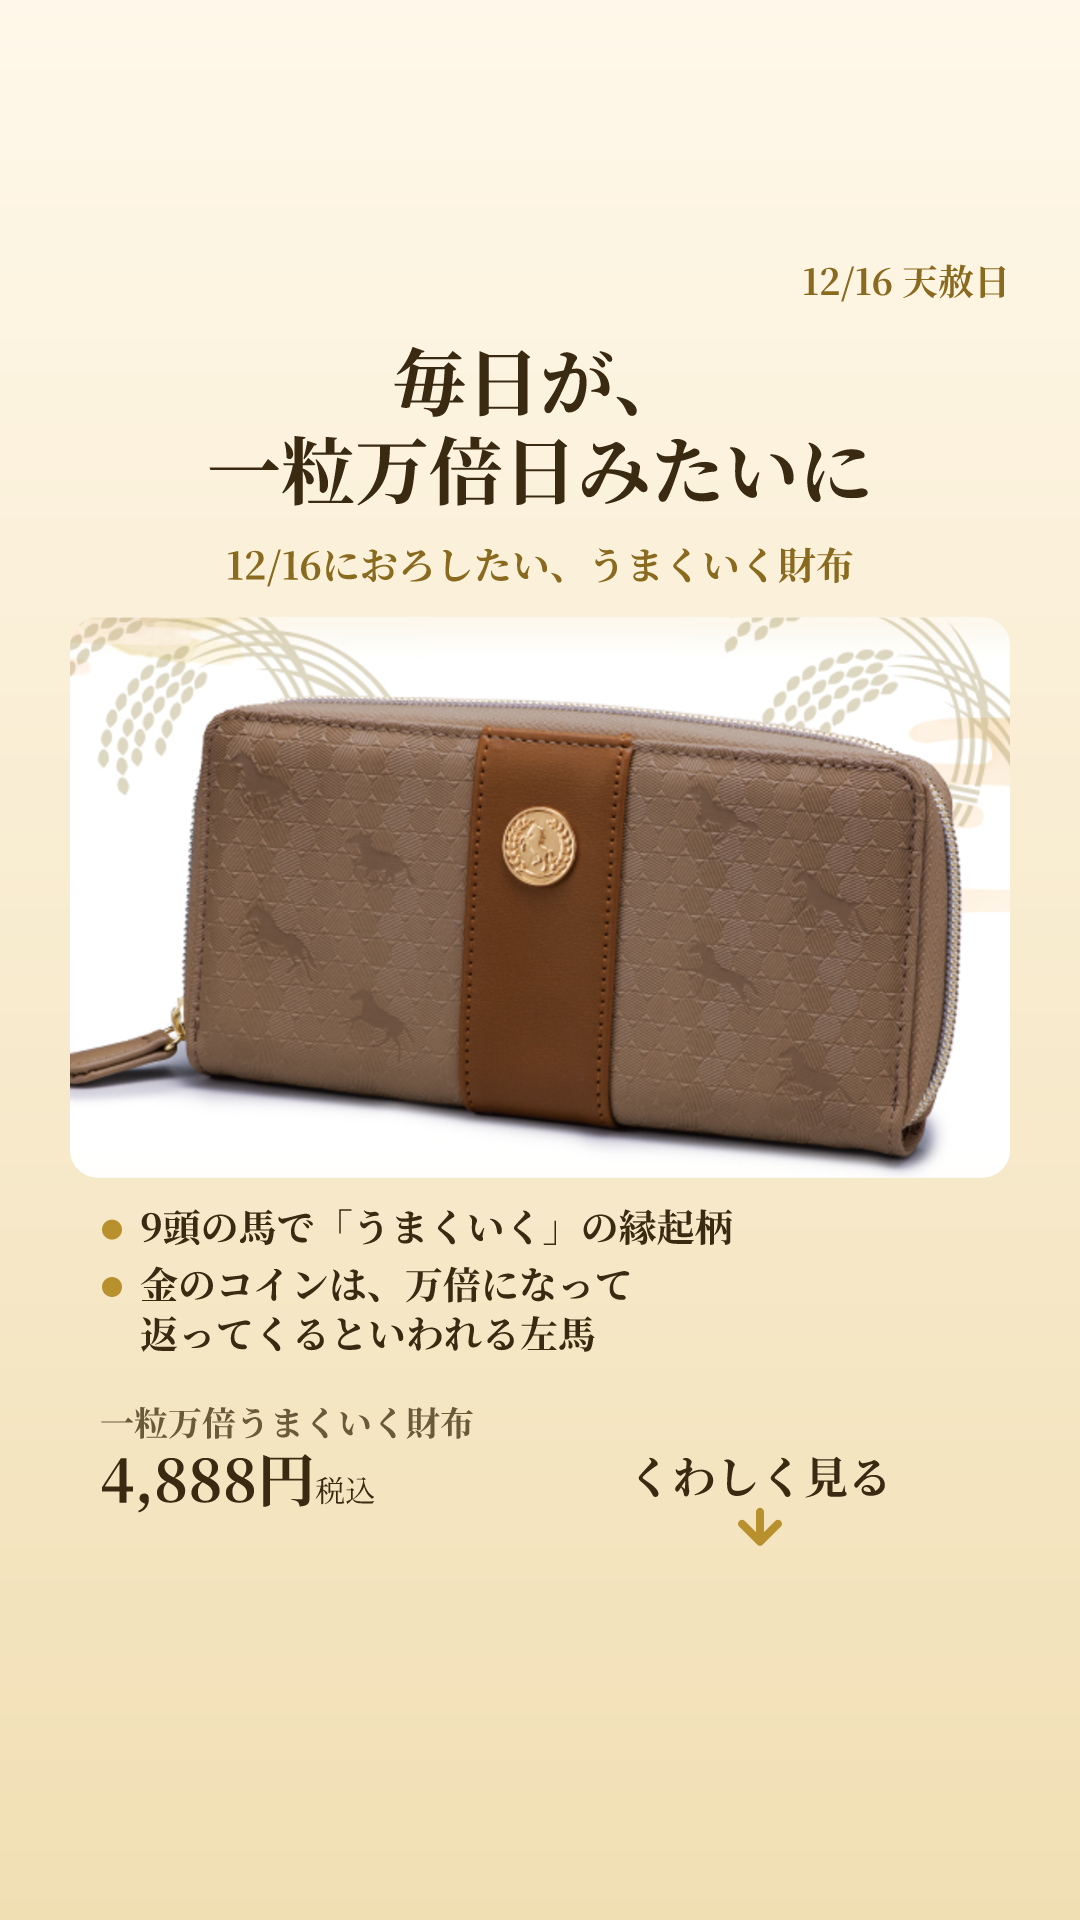 12/16 天赦日
毎日が、
一粒万倍日みたいに
12/16におろしたい、うまくいく財布
9頭の馬で「うまくいく」の縁起柄
金のコインは、万倍になって
返ってくるといわれる左馬
一粒万倍うまくいく財布
4,888円税込
くわしく見る